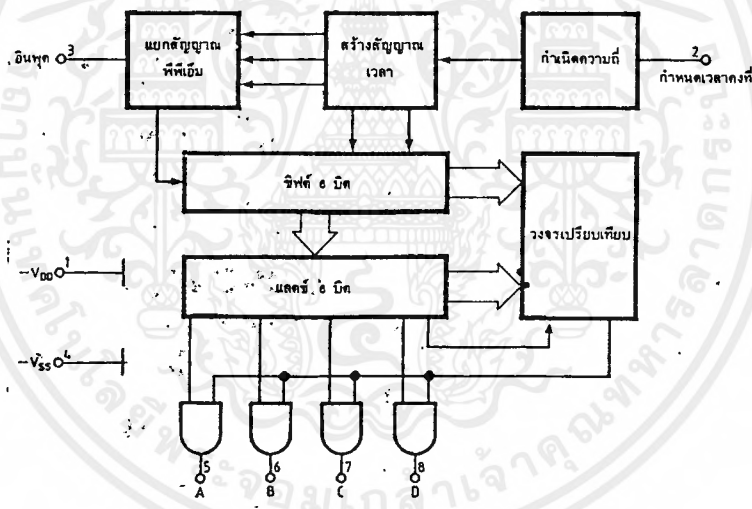 อินพุต 3
แยกสัญญาณ
พีพีเอ็ม
สร้างสัญญาณ
เวลา
กำเนิดความถี่
2
กำหนดเวลาคงที่
ชิฟต์ 6 บิต
วงจรเปรียบเทียบ
-VDD 1
แลตช์ 6 บิต
-VSS 4
5
6
7
8
A
B
C
D